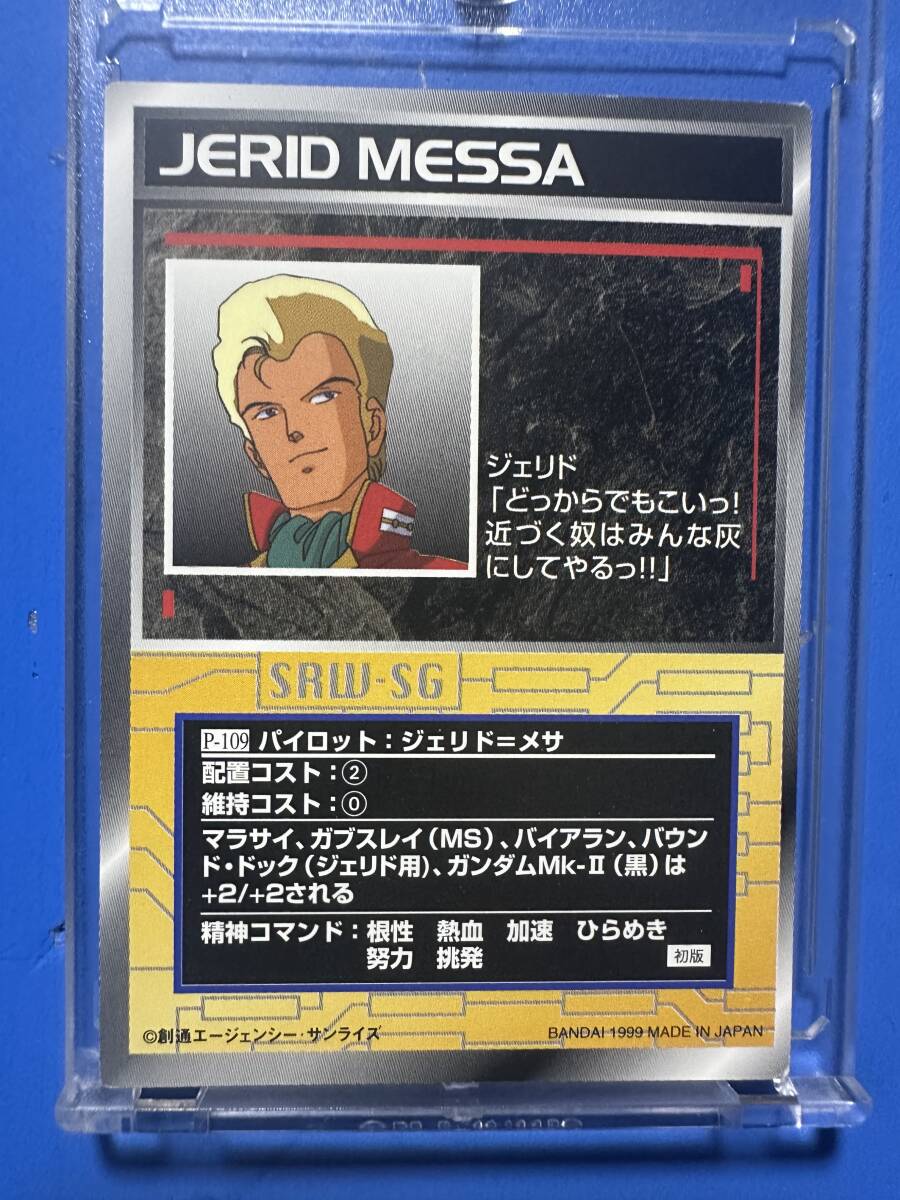 JERID MESSA
ジェリド
「どっからでもこいっ!
近づく奴はみんな灰
にしてやるっ!!」
SRW-SG
P-109 パイロット:ジェリド=メサ
配置コスト:②
維持コスト:⓪
マラサイ、ガブスレイ(MS)、バイアラン、バウン
ド・ドック(ジェリド用)、ガンダムMk-Ⅱ(黒)は
+2/+2される
精神コマンド:根性 熱血 加速 ひらめき
努力 挑発
初版
©創通エージェンシー・サンライズ
BANDAI 1999 MADE IN JAPAN